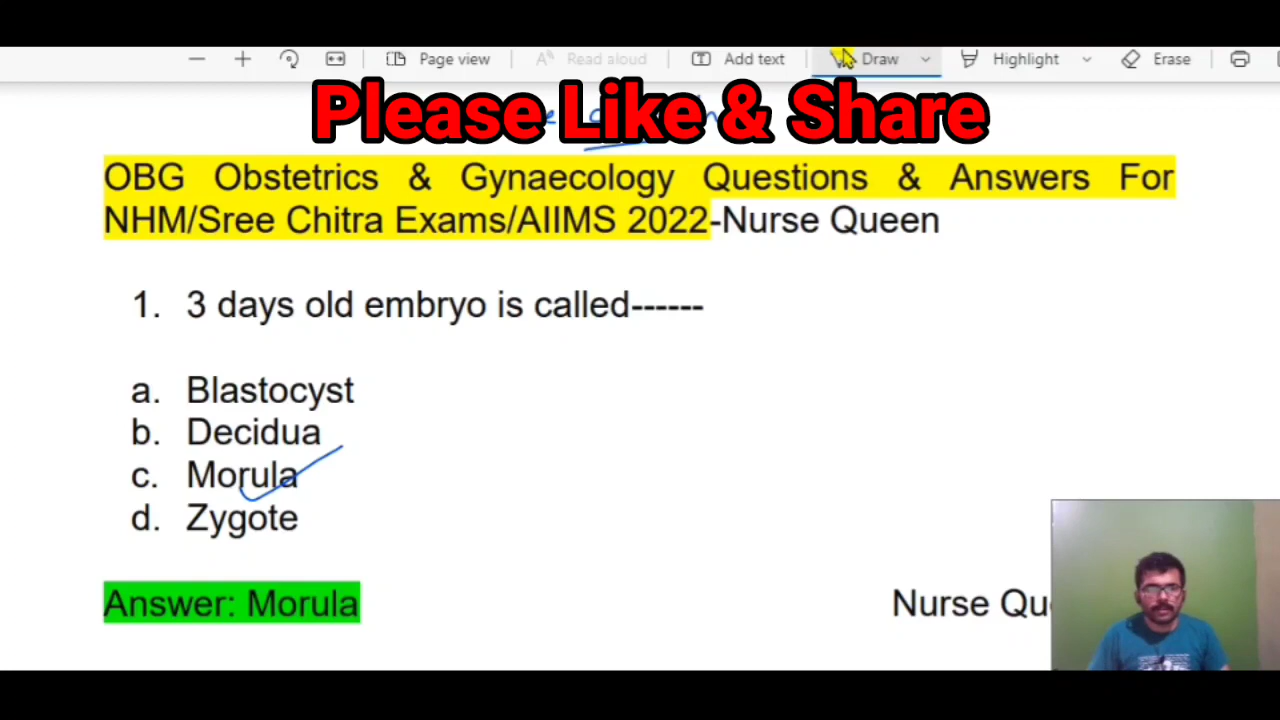 Page view Read aloud Add text Draw Highlight Erase
Please Like & Share
OBG Obstetrics & Gynaecology Questions & Answers For
NHM/Sree Chitra Exams/AIIMS 2022-Nurse Queen
1. 3 days old embryo is called------
a. Blastocyst
b. Decidua
c. Morula
d. Zygote
Answer: Morula
Nurse Qu